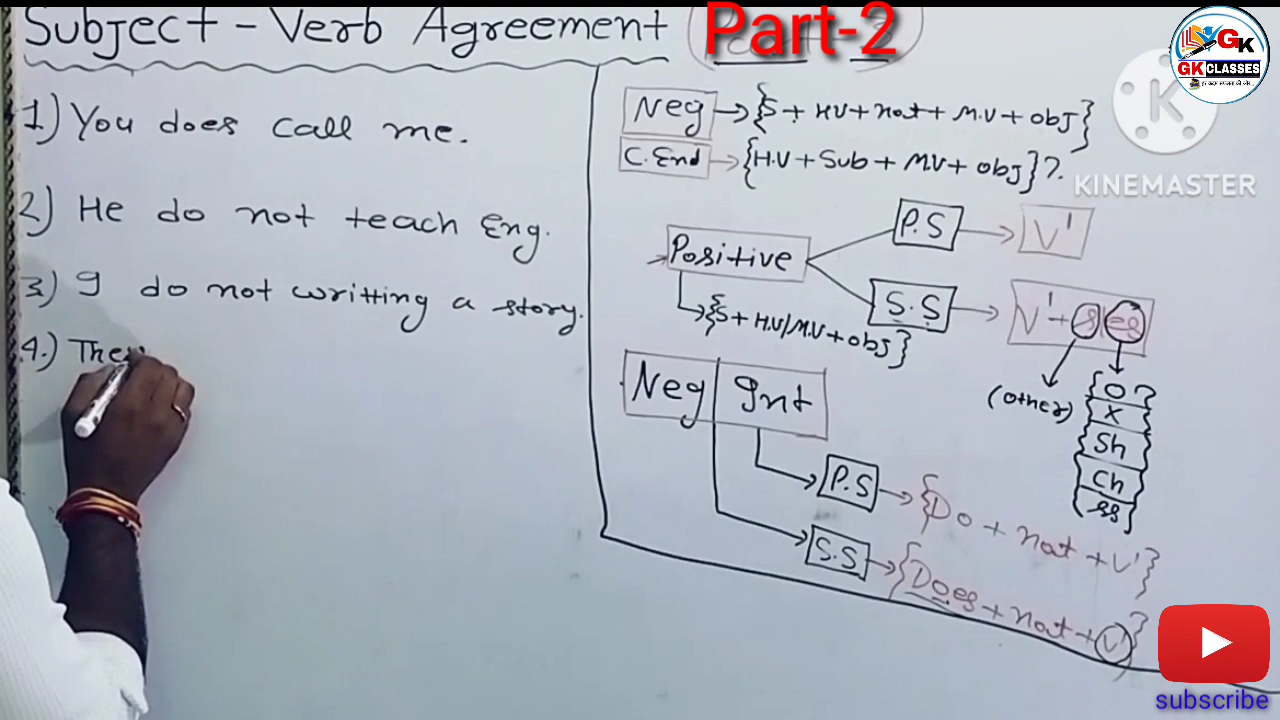 Subject - Verb Agreement
Part-2
GK
GK CLASSES
KINEMASTER
1) You does call me.
2) He do not teach Eng.
3) I do not writting a story.
4.) The
Neg → {S + HV + not + M.V + obj}
C. End → {H.V + Sub + M.V + obj}?.
Positive
P.S → V¹
S.S → V¹ + s/es
{S + H.V/M.V + obj}
(other)
O
X
Sh
Ch
ss
Neg Int
P.S → {Do + not + V¹}
S.S → {Does + not + V¹}
subscribe